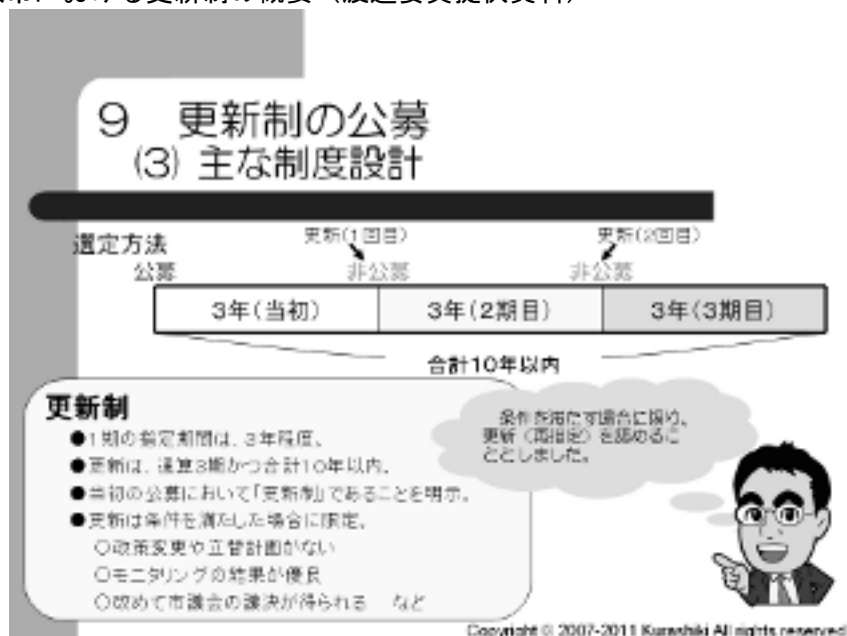 における更新制の概要
9 更新制の公募
(3) 主な制度設計
選定方法
更新(1回目)
更新(2回目)
公募
非公募
非公募
3年(当初)
3年(2期目)
3年(3期目)
合計10年以内
更新制
●1期の指定期間は、3年程度。
●更新は、通算3期かつ合計10年以内。
●当初の公募において「更新制」であることを明示。
●更新は条件を満たした場合に限定。
○政策変更や立替計画がない
○モニタリングの結果が優良
○改めて市議会の議決が得られる など
条件を満たす場合に限り、
更新(再指定)を認めるこ
ととしました。
Copyright © 2007-2011 Kurashiki All rights reserved